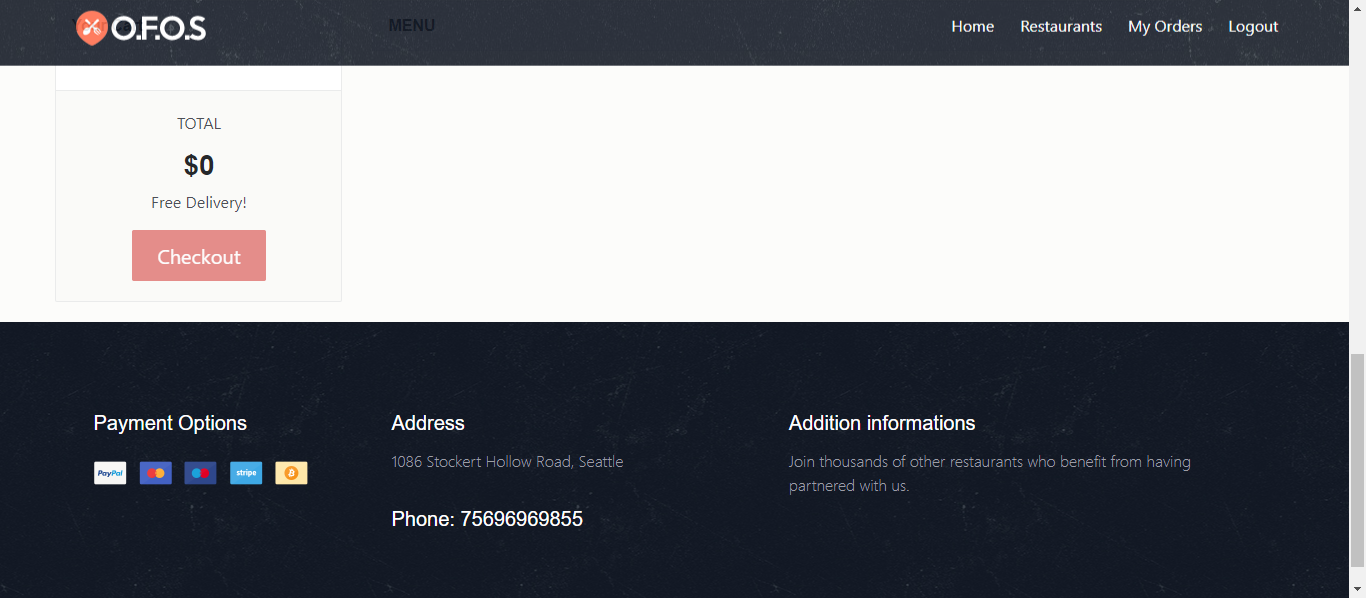 O.F.O.S
MENU
Home
Restaurants
My Orders
Logout
TOTAL
$0
Free Delivery!
Checkout
Payment Options
PayPal
stripe
Address
1086 Stockert Hollow Road, Seattle
Phone: 75696969855
Addition informations
Join thousands of other restaurants who benefit from having
partnered with us.